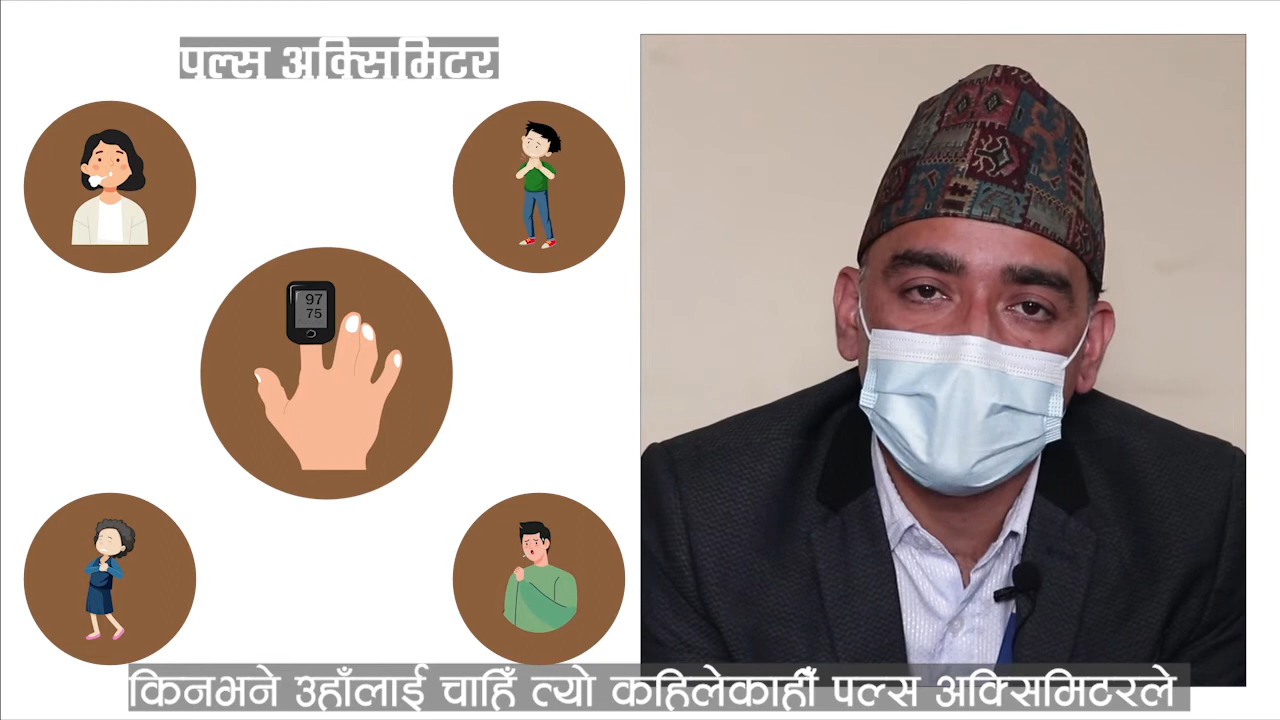 पल्स अक्सिमिटर
97
75
किनभने उहाँलाई चाहिँ त्यो कहिलेकाहीँ पल्स अक्सिमिटरले